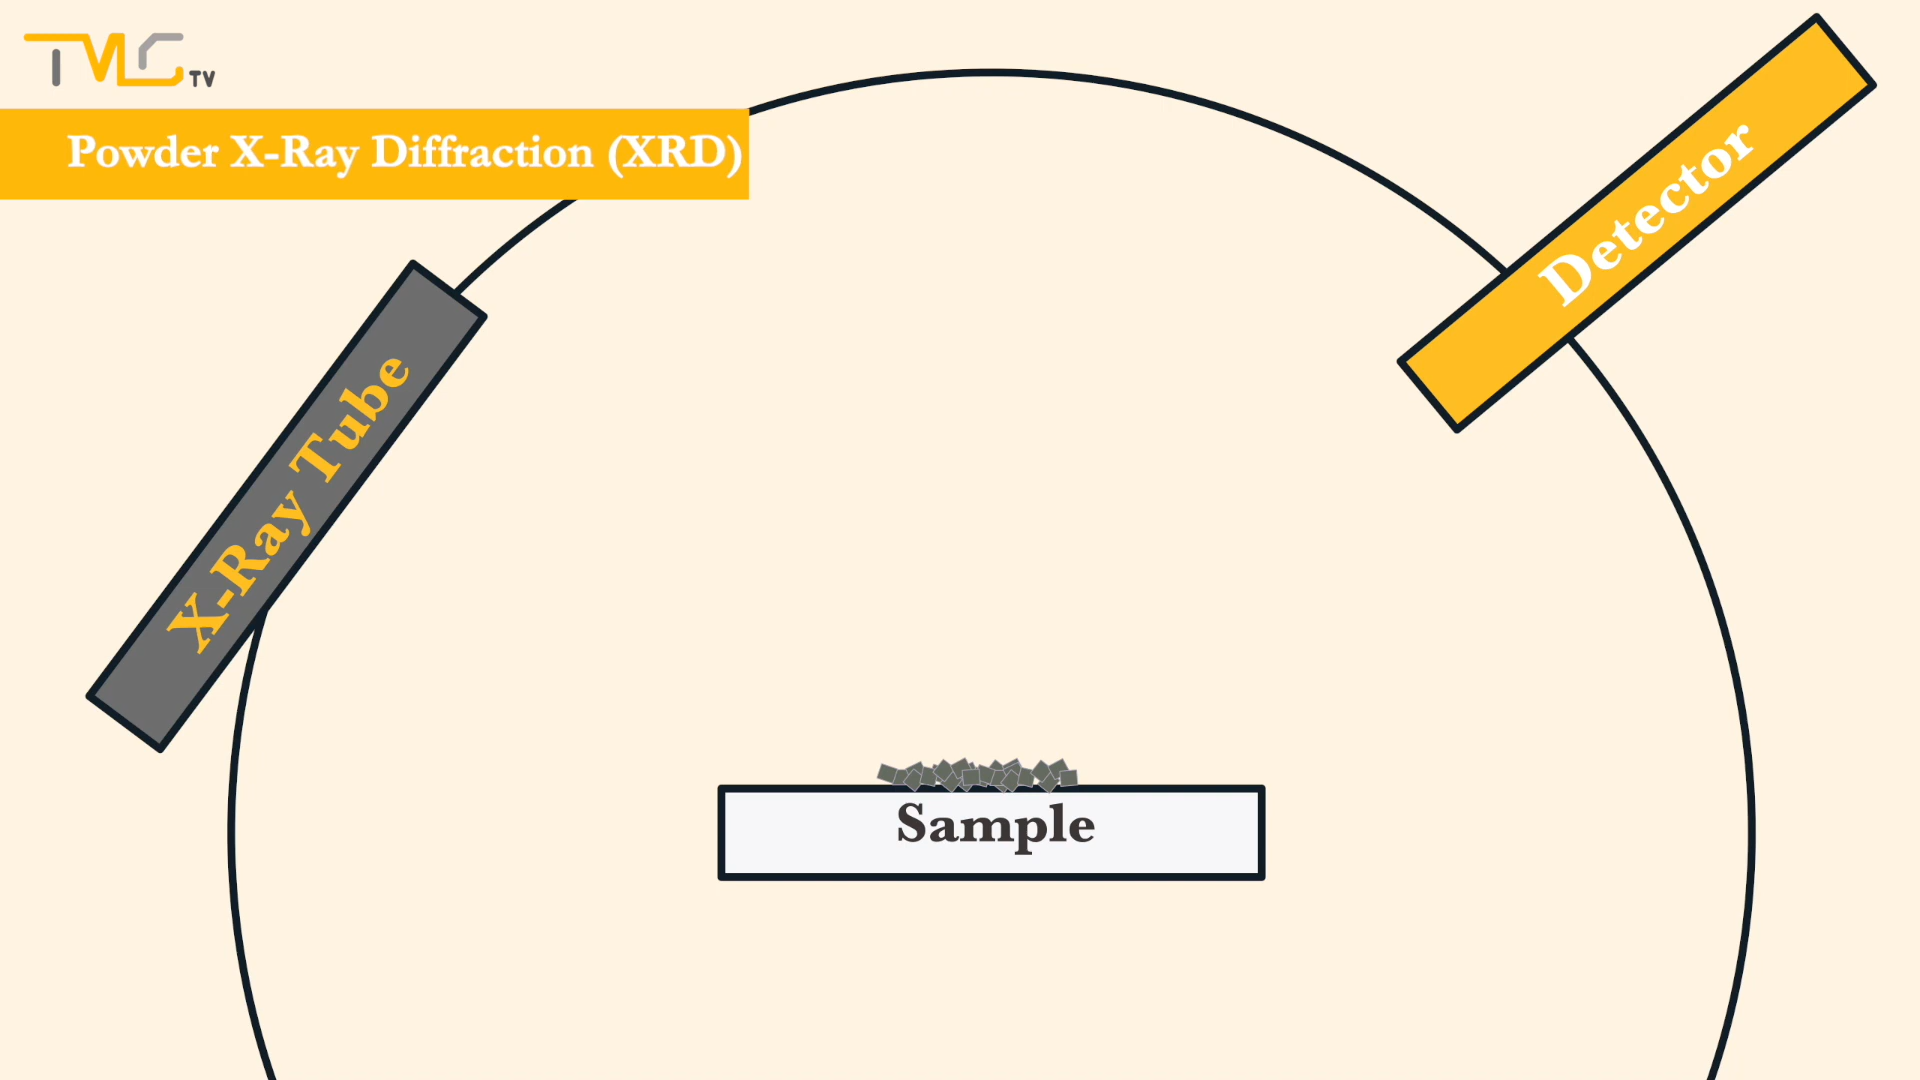 TMC TV
Powder X-Ray Diffraction (XRD)
Detector
X-Ray Tube
Sample